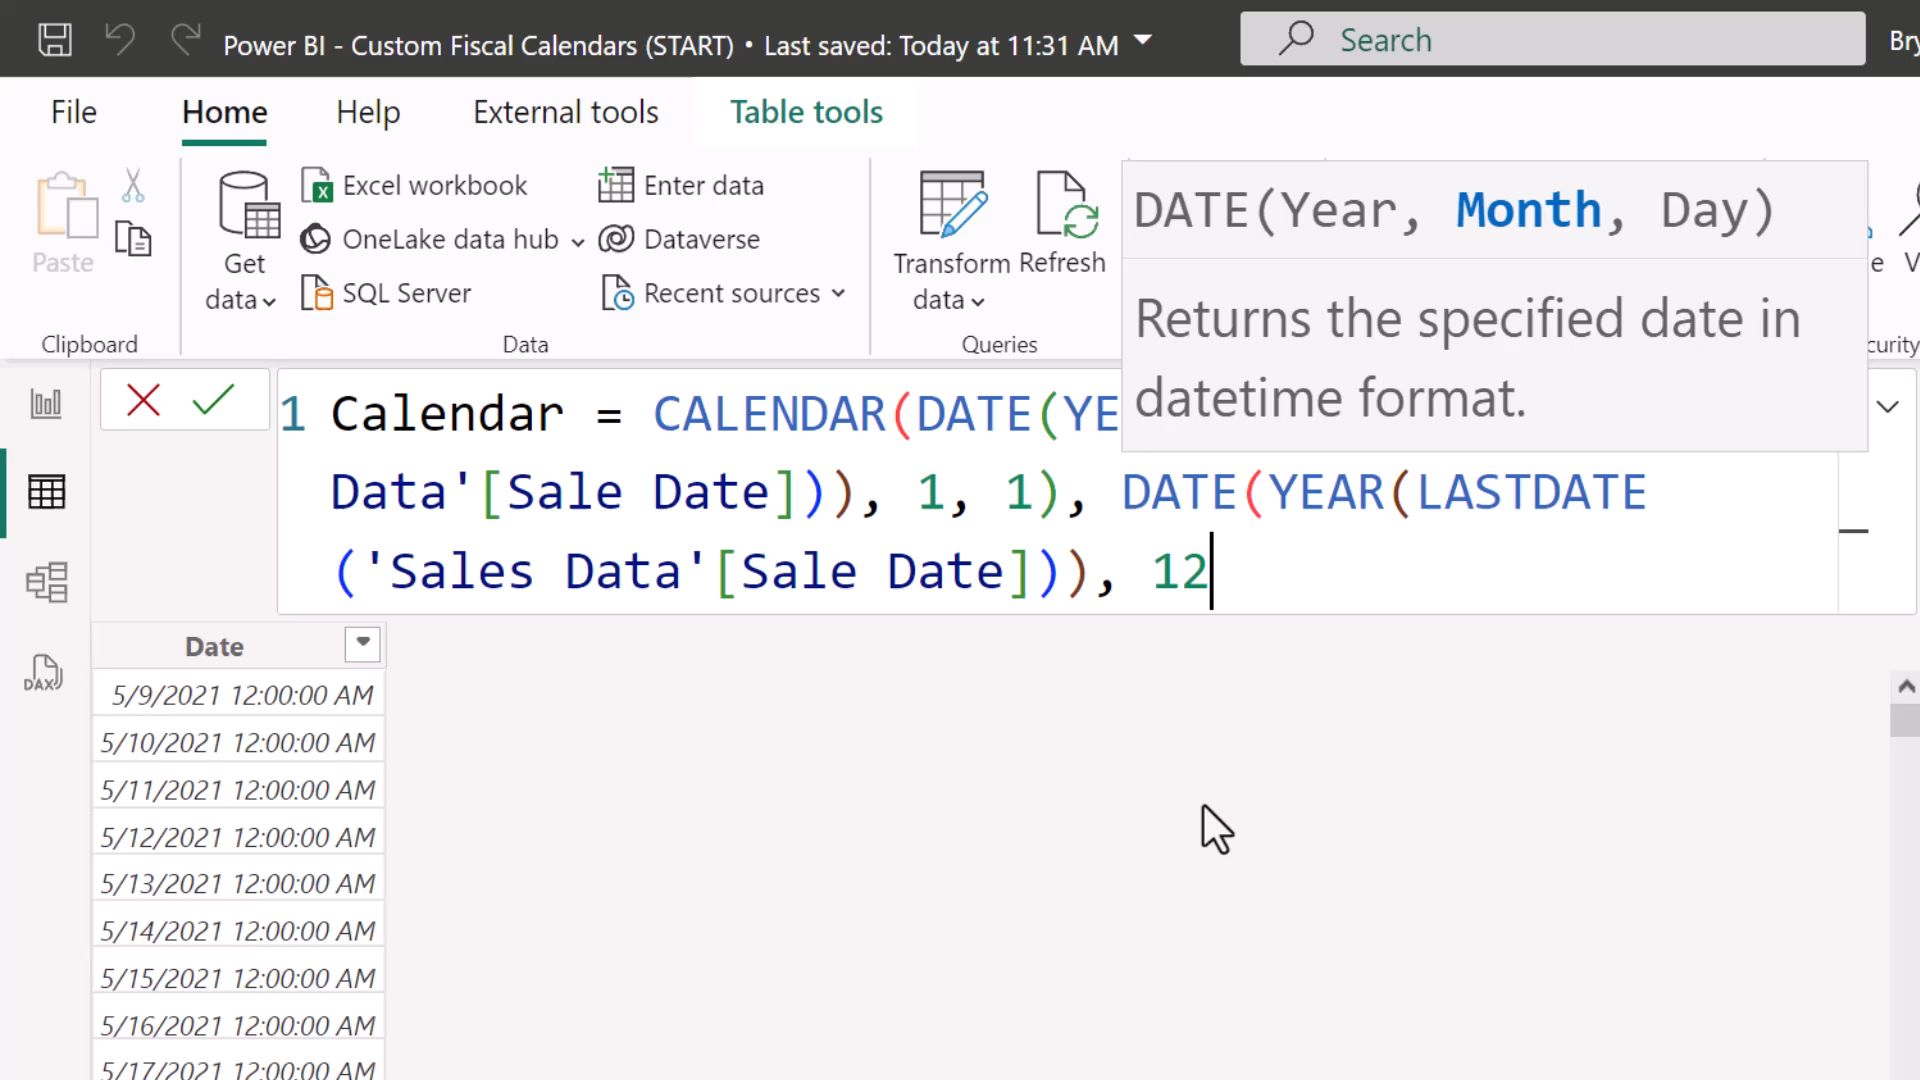 Power BI - Custom Fiscal Calendars (START) • Last saved: Today at 11:31 AM
Search
File
Home
Help
External tools
Table tools
Paste
Clipboard
Get data
Excel workbook
OneLake data hub
SQL Server
Enter data
Dataverse
Recent sources
Data
Transform data
Refresh
Queries
DATE(Year, Month, Day)
Returns the specified date in
datetime format.
1 Calendar = CALENDAR(DATE(YE
Data'[Sale Date])), 1, 1), DATE(YEAR(LASTDATE
('Sales Data'[Sale Date])), 12
DAX
Date
5/9/2021 12:00:00 AM
5/10/2021 12:00:00 AM
5/11/2021 12:00:00 AM
5/12/2021 12:00:00 AM
5/13/2021 12:00:00 AM
5/14/2021 12:00:00 AM
5/15/2021 12:00:00 AM
5/16/2021 12:00:00 AM
5/17/2021 12:00:00 AM